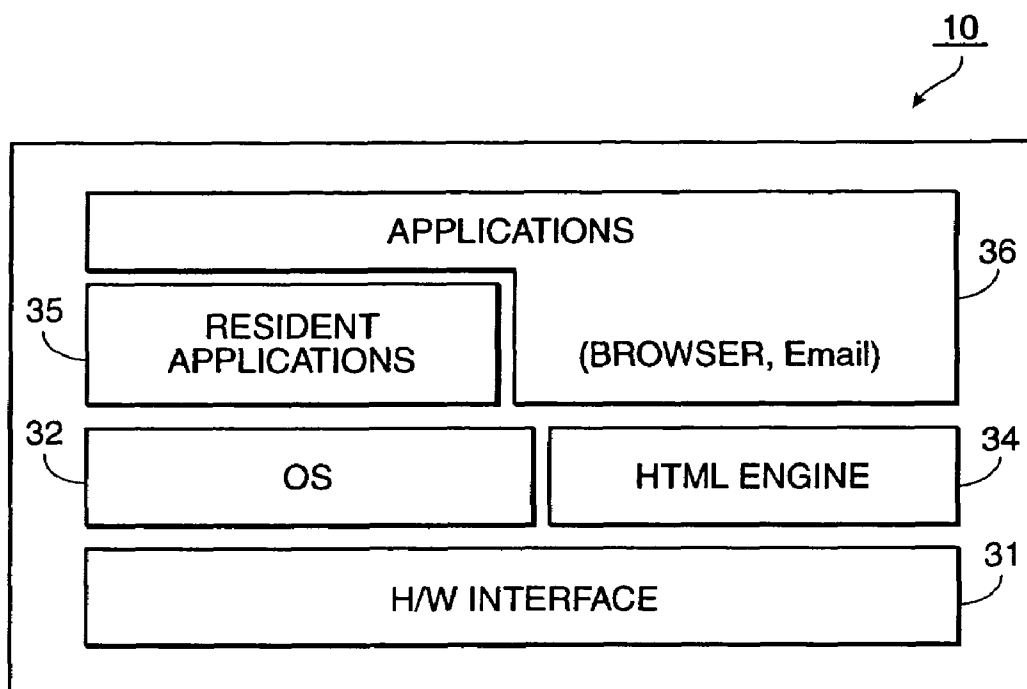 10
APPLICATIONS
36
35
RESIDENT
APPLICATIONS
(BROWSER, Email)
32
OS
HTML ENGINE
34
H/W INTERFACE
31